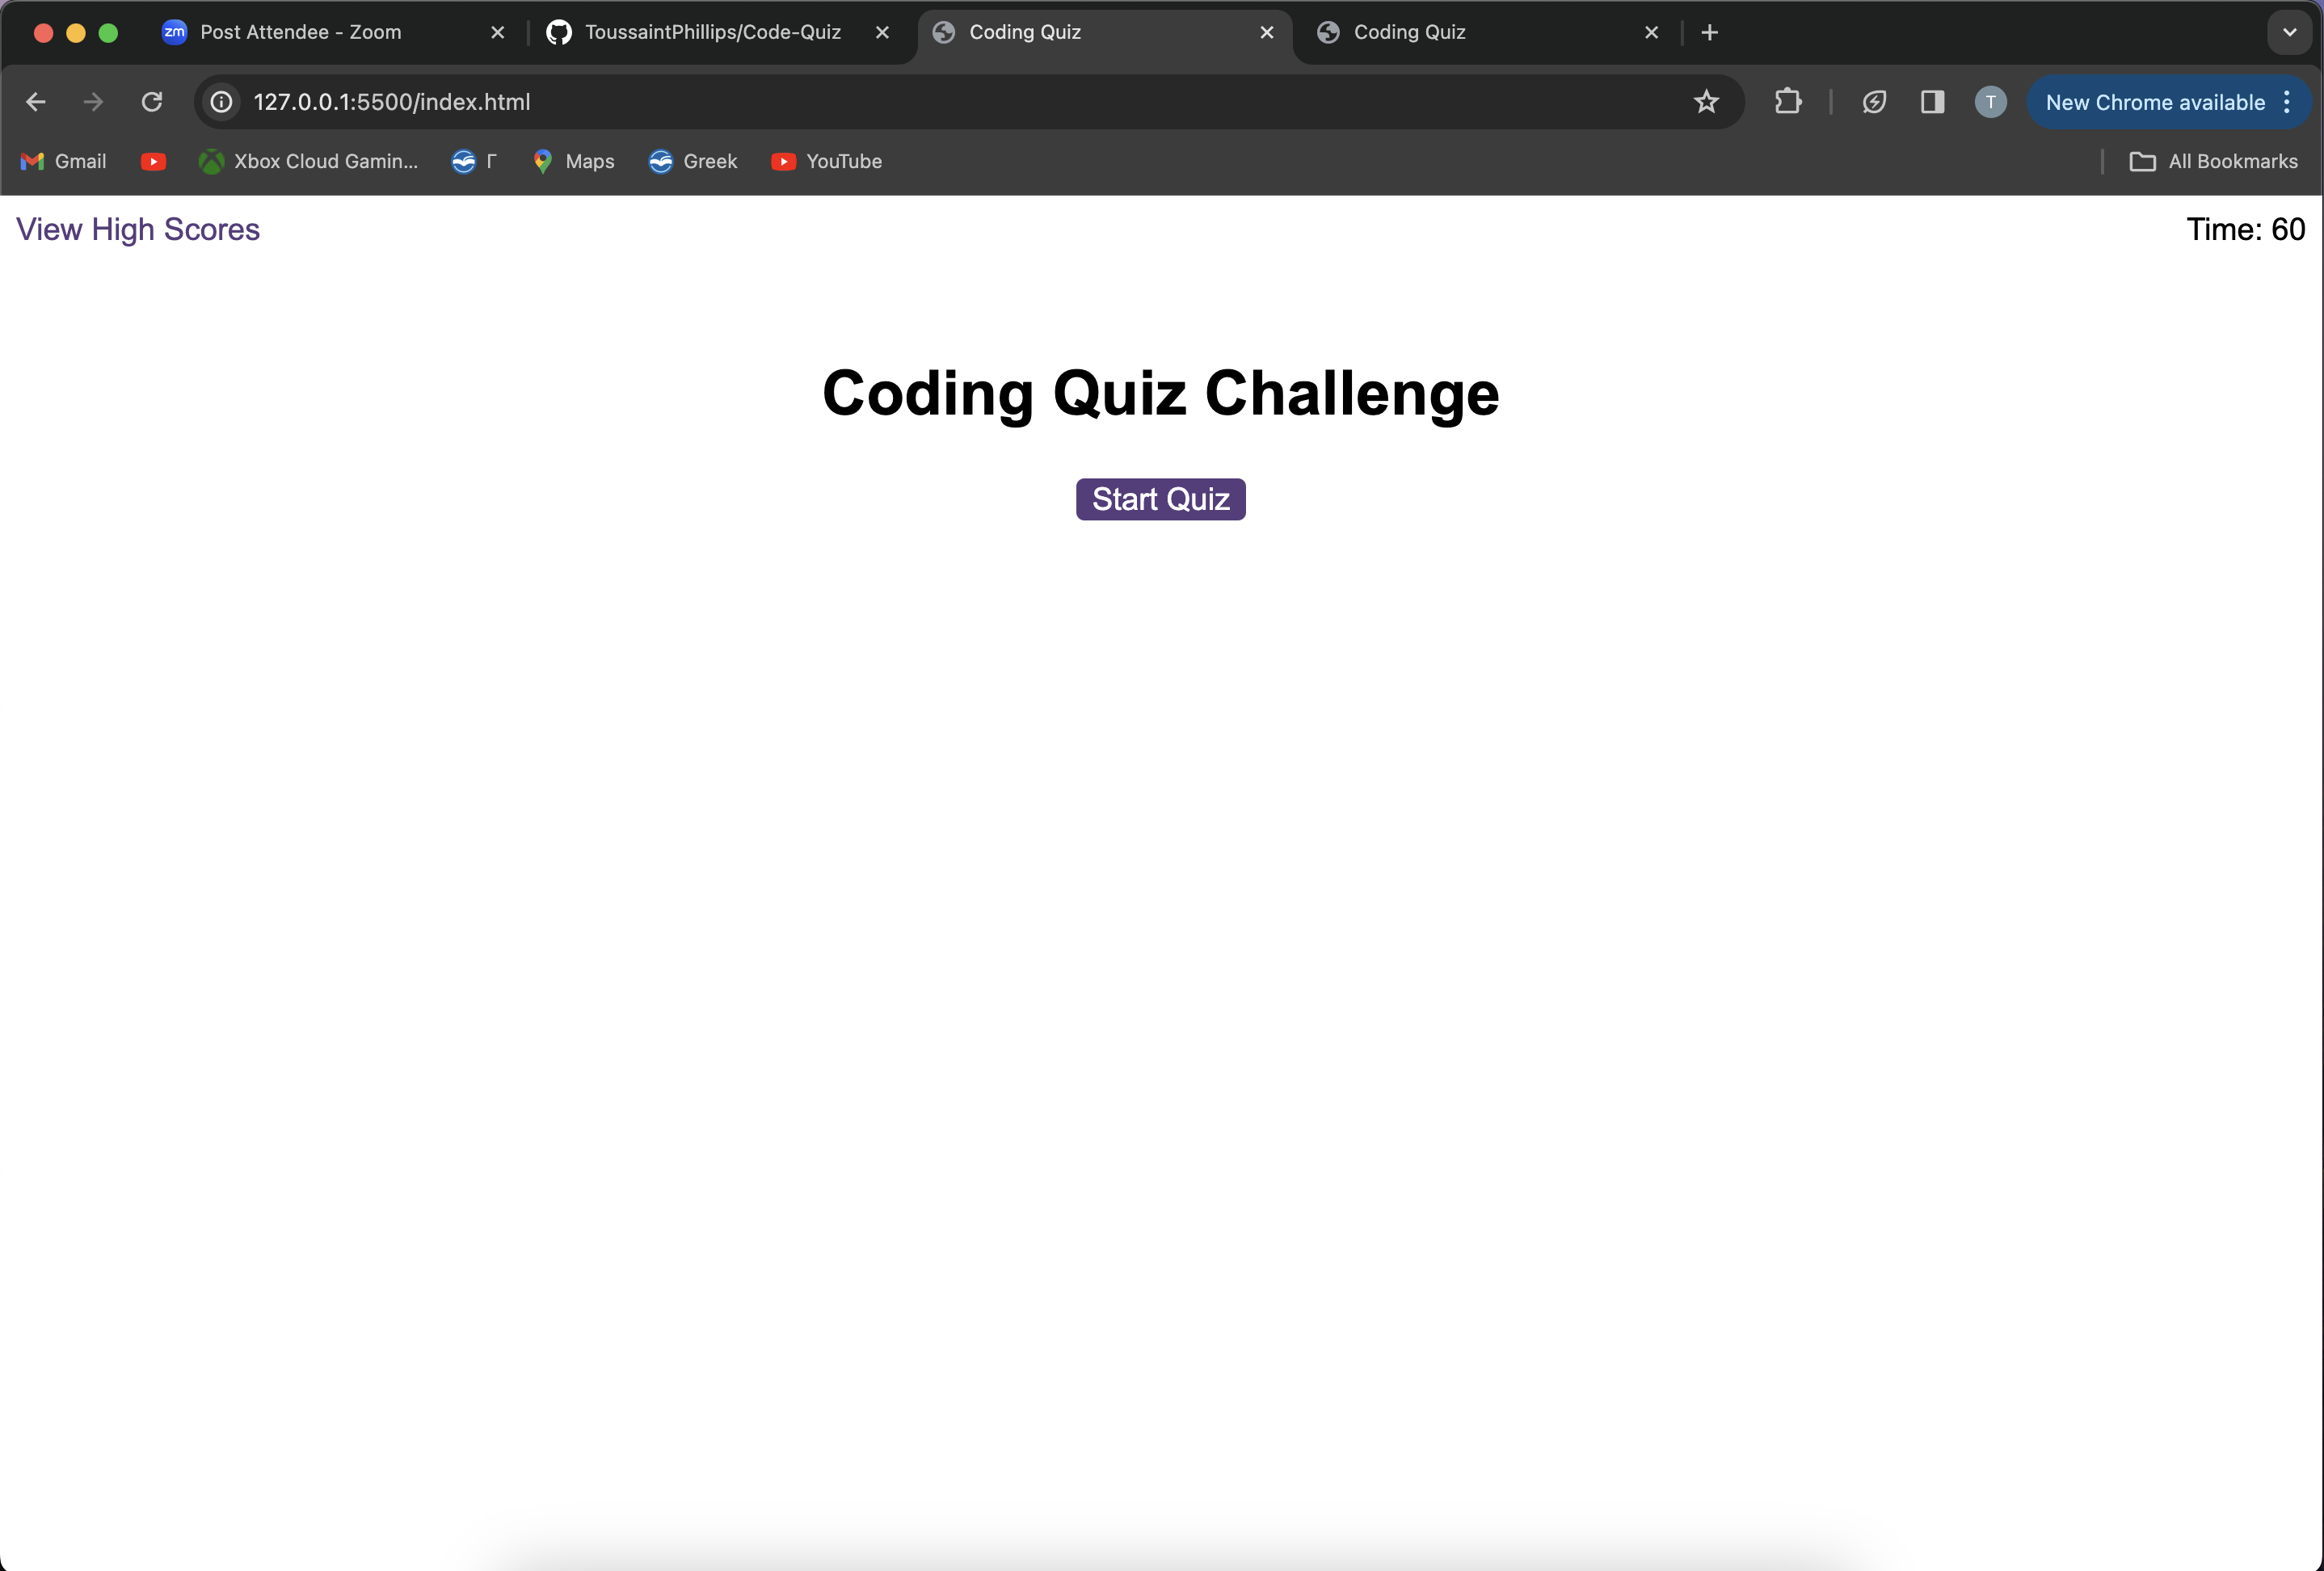 zm Post Attendee - Zoom ToussaintPhillips/Code-Quiz Coding Quiz Coding Quiz
127.0.0.1:5500/index.html T New Chrome available
Gmail Xbox Cloud Gamin... Γ Maps Greek YouTube All Bookmarks
View High Scores Time: 60
Coding Quiz Challenge
Start Quiz